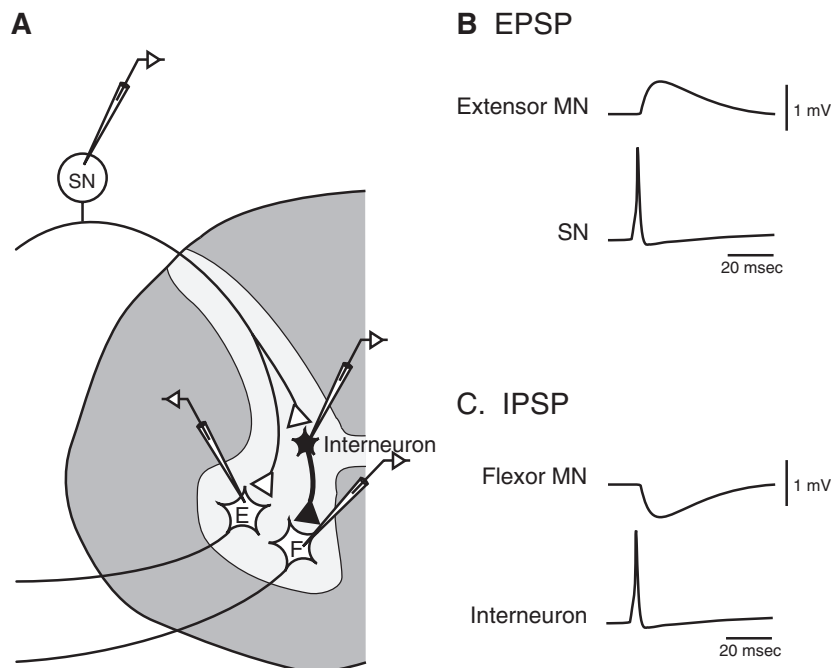 A
SN
Interneuron
E
F
B EPSP
Extensor MN
1 mV
SN
20 msec
C. IPSP
Flexor MN
1 mV
Interneuron
20 msec